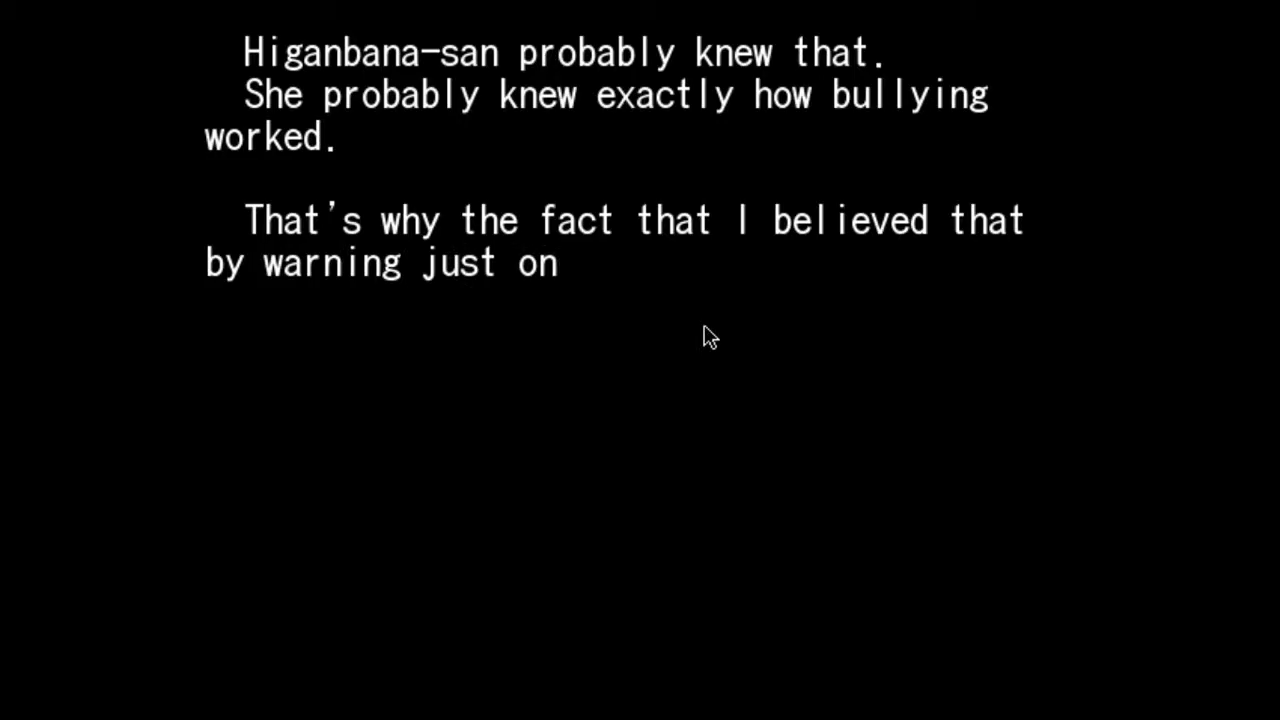 Higanbana-san probably knew that.
She probably knew exactly how bullying
worked.
That's why the fact that I believed that
by warning just on